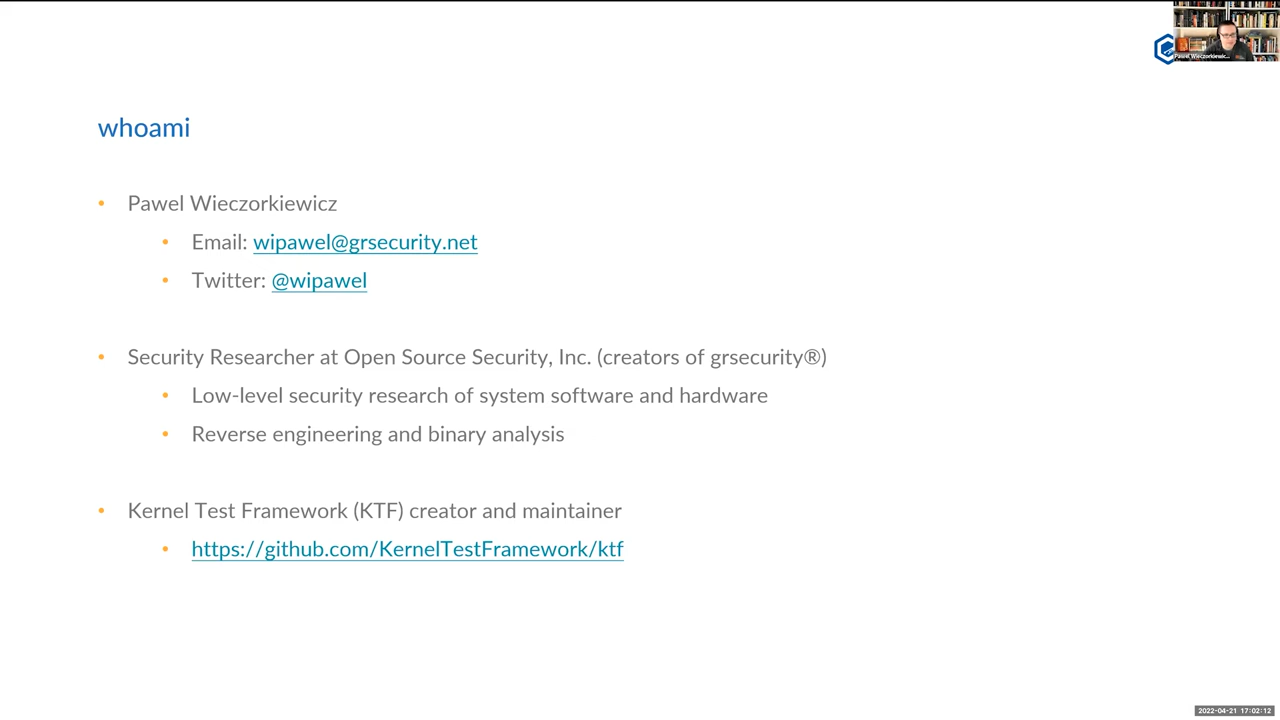 Pawel Wieczorkiewic...
whoami
• Pawel Wieczorkiewicz
• Email: wipawel@grsecurity.net
• Twitter: @wipawel
• Security Researcher at Open Source Security, Inc. (creators of grsecurity®)
• Low-level security research of system software and hardware
• Reverse engineering and binary analysis
• Kernel Test Framework (KTF) creator and maintainer
• https://github.com/KernelTestFramework/ktf
2022-04-21 17:02:12